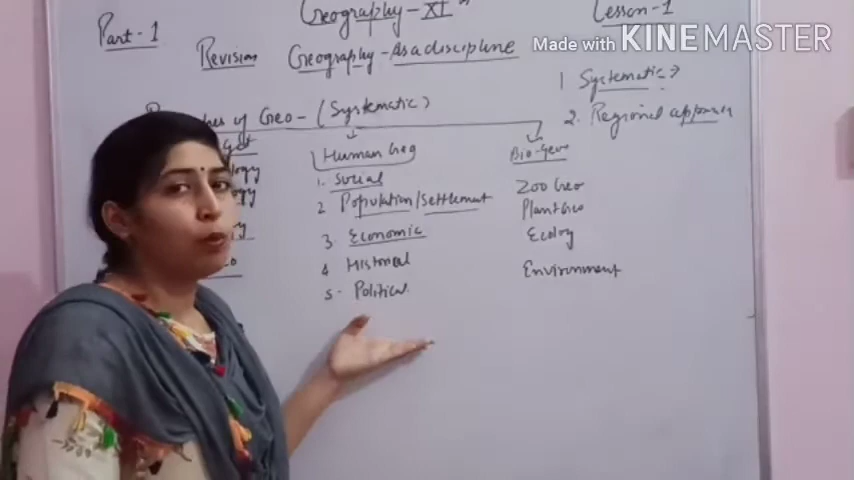 Geography - XI
Lesson - 1
Part - 1
Revision
Geography - As a discipline
Made with KINEMASTER
1 Systematic
2. Regional approach
of Geo - (Systematic)
Human Geog
Bio-Geo
1. Social
2 Population/Settlement
3. Economic
4 Historical
5- Political
Zoo Geo
Plant Geo
Ecology
Environment